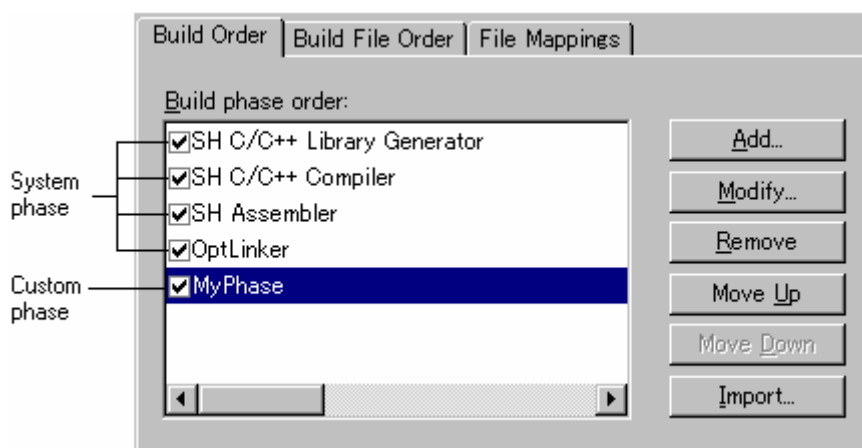 Build Order
Build File Order
File Mappings
Build phase order:
SH C/C++ Library Generator
SH C/C++ Compiler
SH Assembler
OptLinker
MyPhase
System
phase
Custom
phase
Add...
Modify...
Remove
Move Up
Move Down
Import...